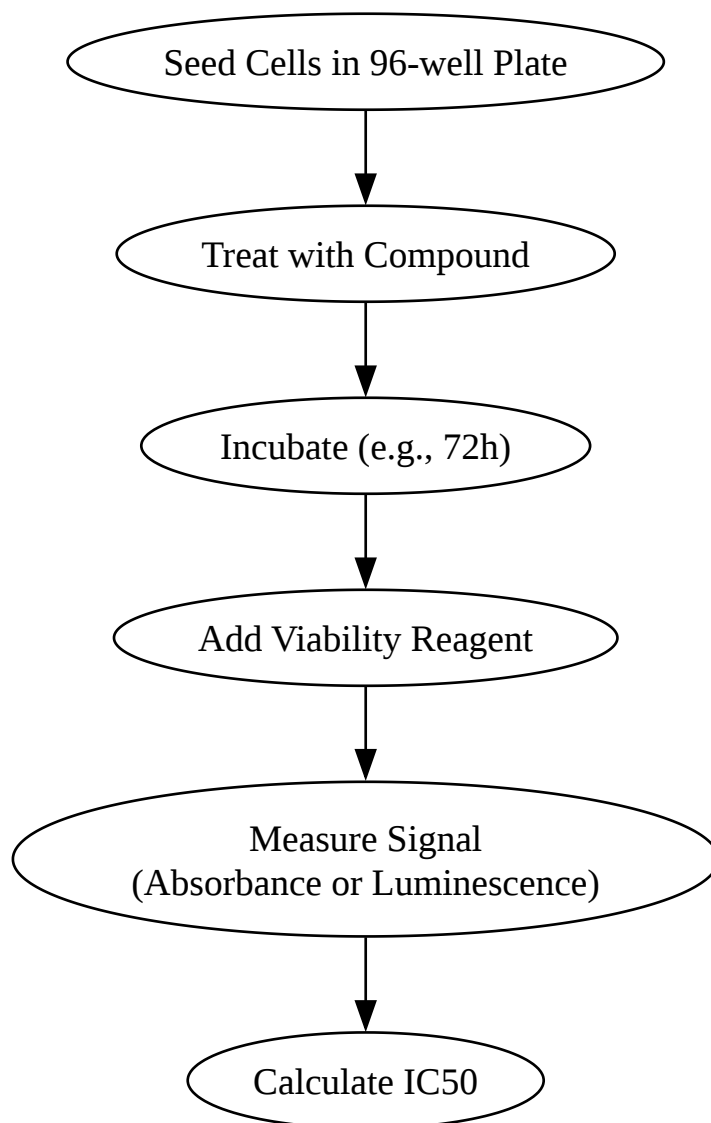 Seed Cells in 96-well Plate
Treat with Compound
Incubate (e.g., 72h)
Add Viability Reagent
Measure Signal
(Absorbance or Luminescence)
Calculate IC50